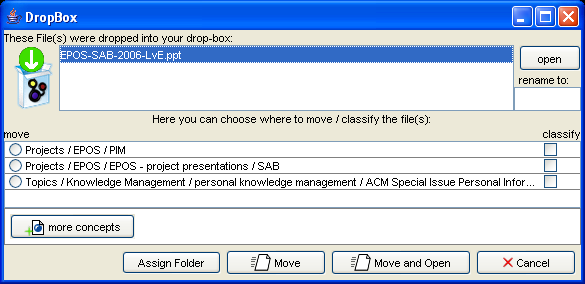 DropBox
These File(s) were dropped into your drop-box:
EPOS-SAB-2006-LvE.ppt
open
rename to:
Here you can choose where to move / classify the file(s):
move classify
Projects / EPOS / PIM
Projects / EPOS / EPOS - project presentations / SAB
Topics / Knowledge Management / personal knowledge management / ACM Special Issue Personal Infor...
more concepts
Assign Folder Move Move and Open Cancel